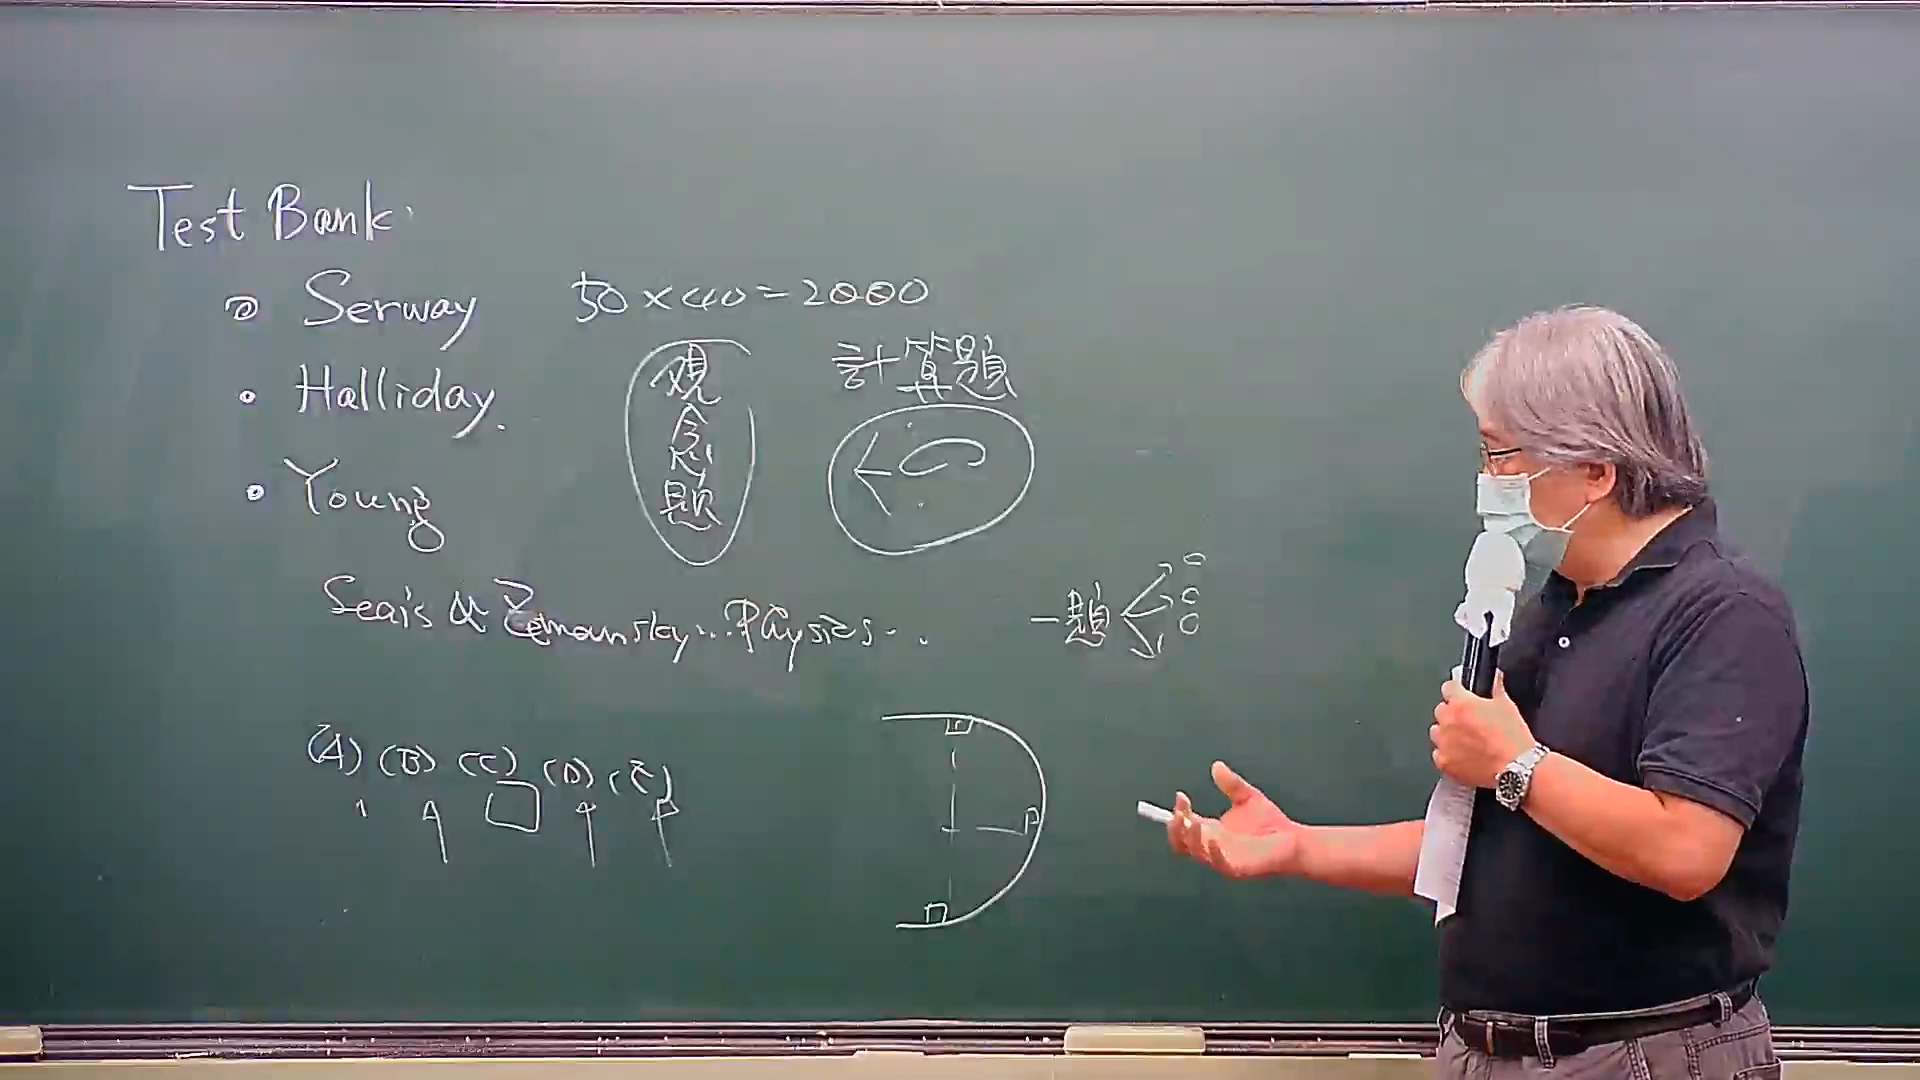 Test Bank
Serway 50×40=2000
Halliday.
Young
觀念題
計算題
Sears & Zemansky... Physics...
一題
(A) (B) (C) (D) (E)